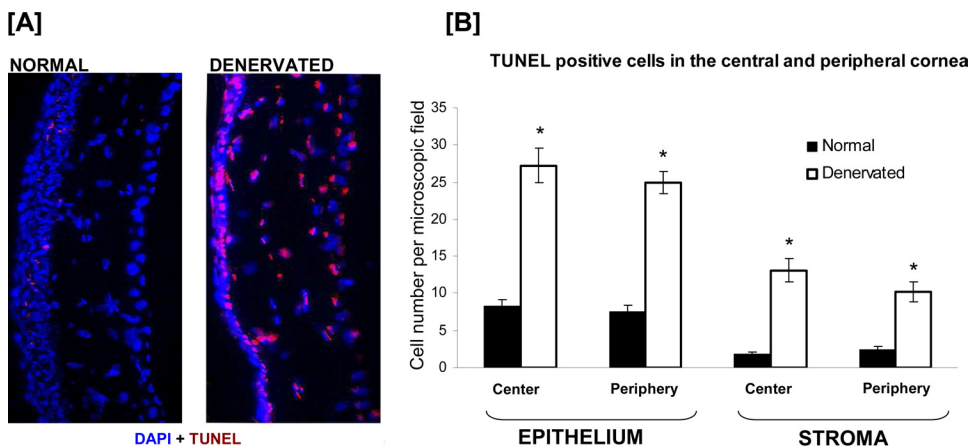 [A]
NORMAL
DENERVATED
DAPI + TUNEL
[B]
TUNEL positive cells in the central and peripheral cornea
Cell number per microscopic field
35
30
25
20
15
10
5
0
Normal
Denervated
*
*
*
*
Center
Periphery
Center
Periphery
EPITHELIUM
STROMA